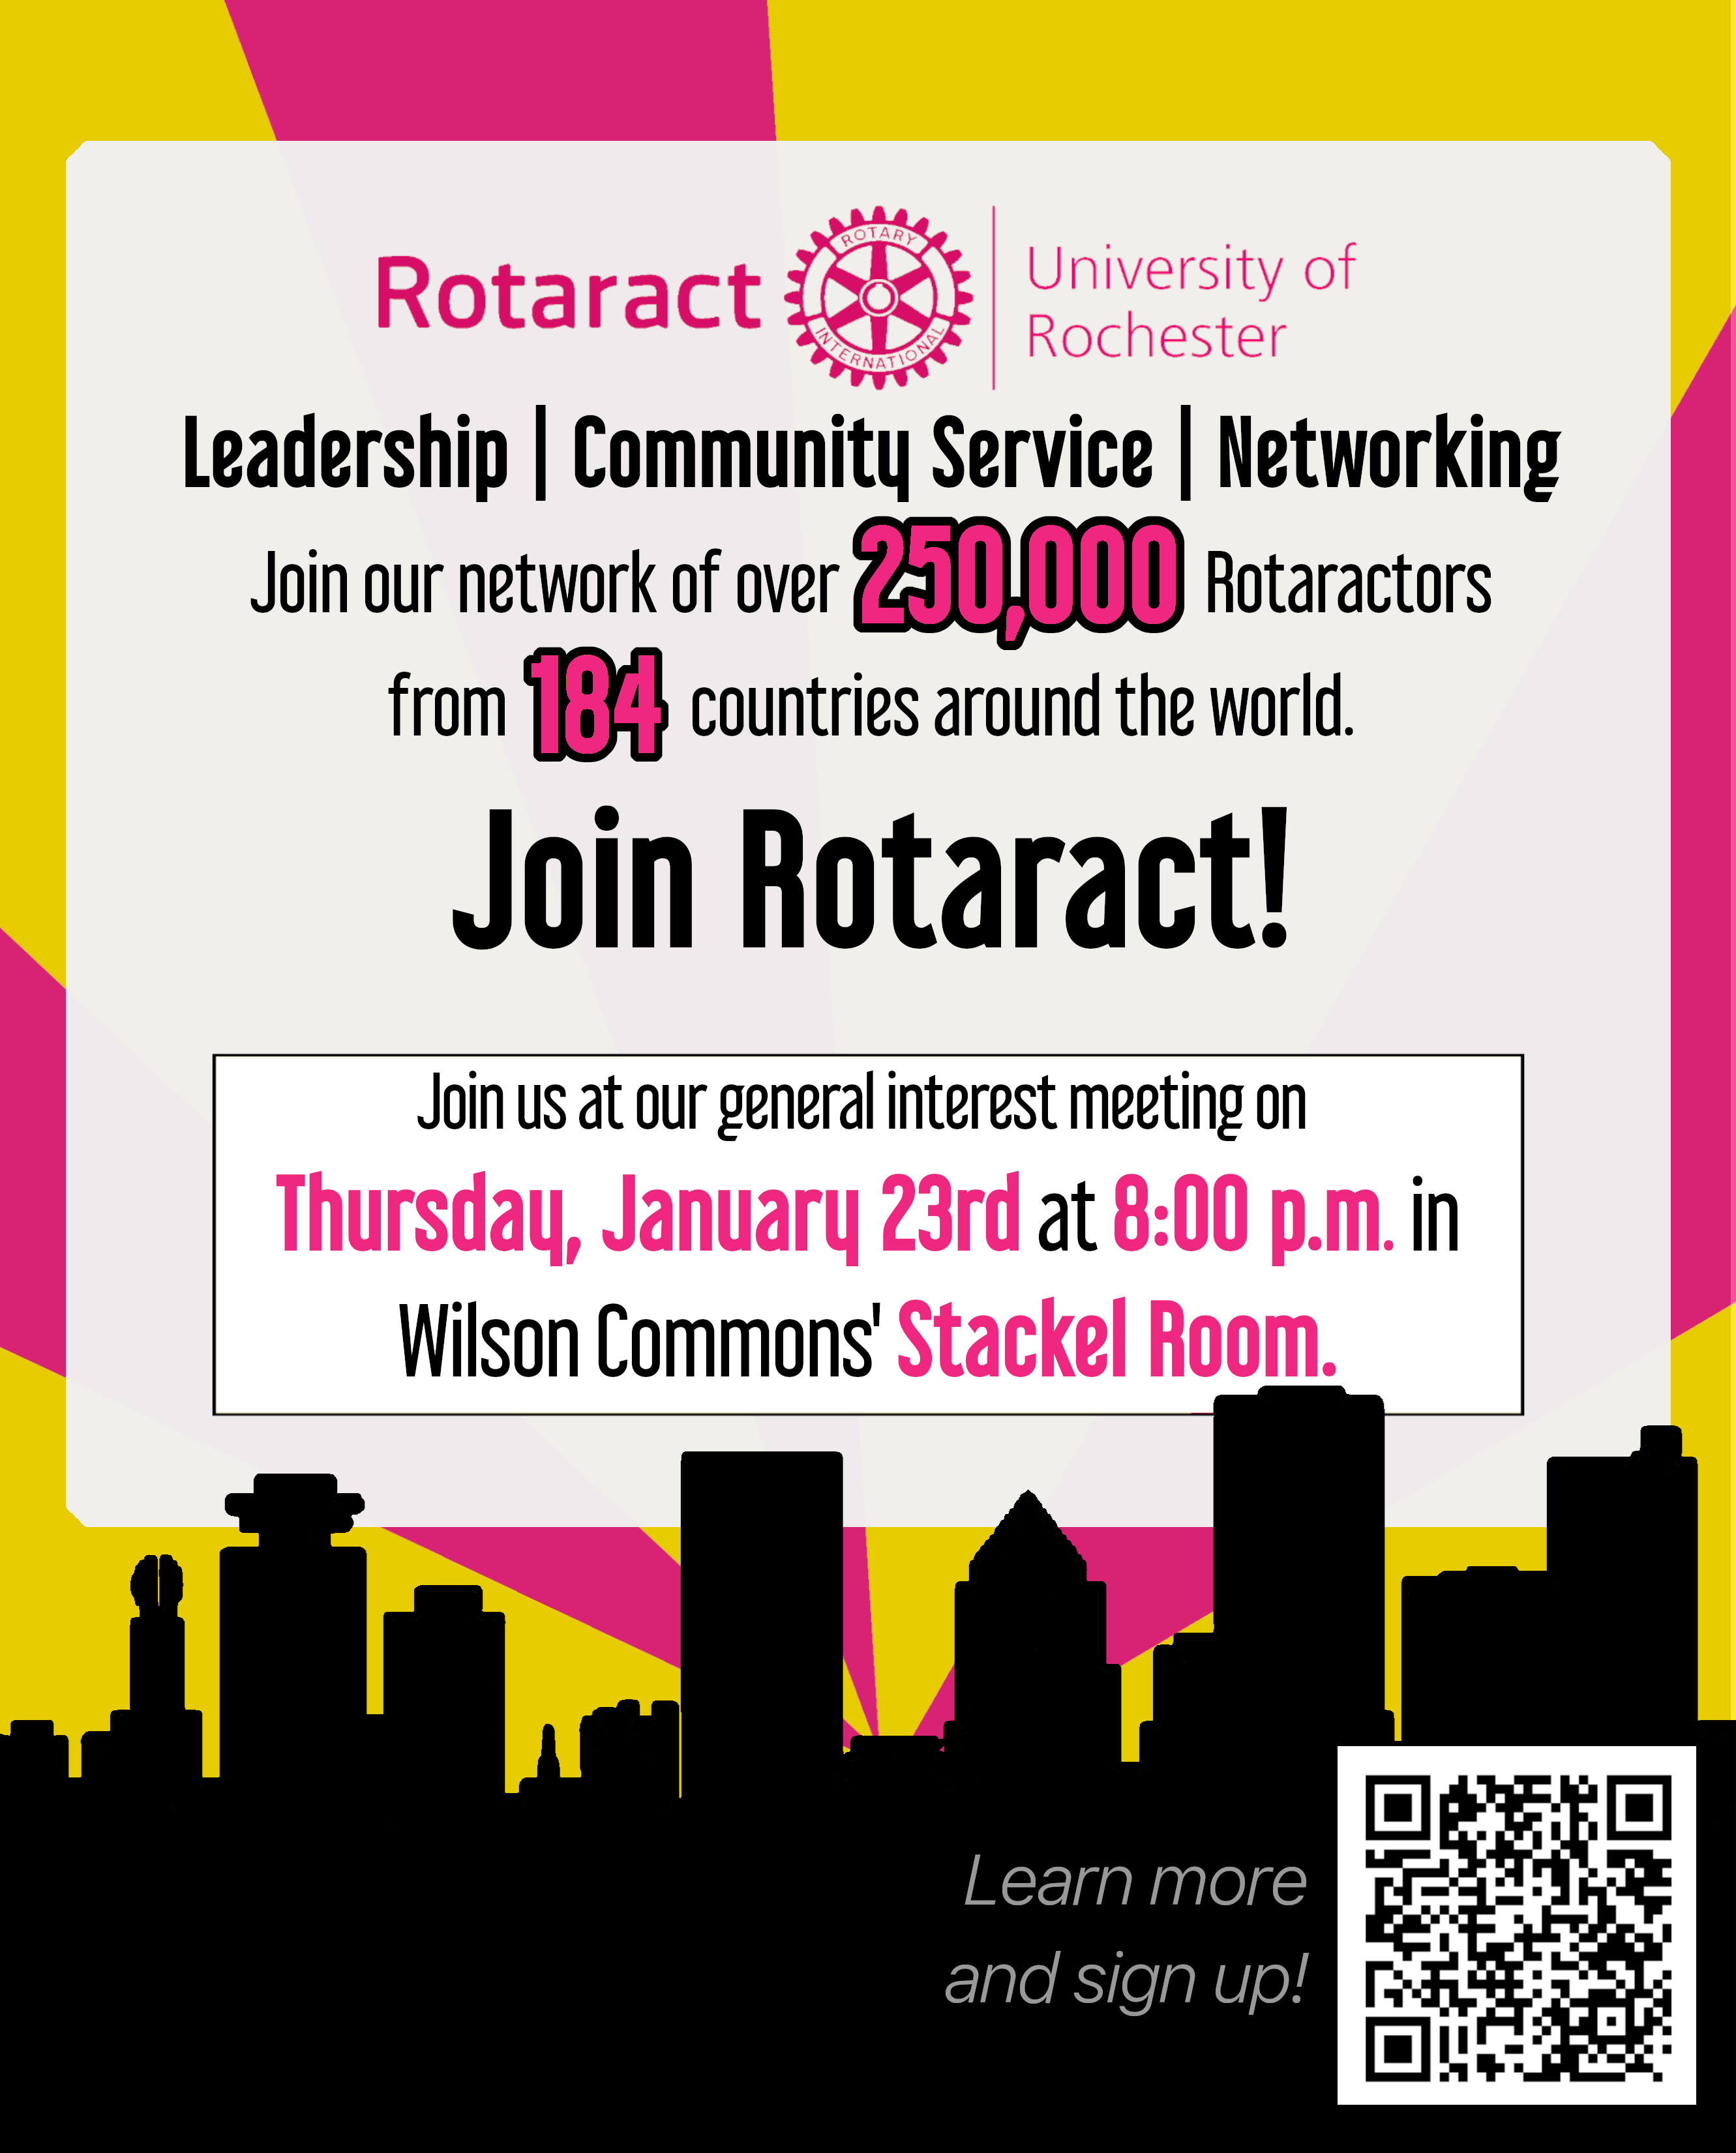 Rotaract
ROTARY
INTERNATIONAL
University of
Rochester
Leadership | Community Service | Networking
Join our network of over 250,000 Rotaractors
from 184 countries around the world.
Join Rotaract!
Join us at our general interest meeting on
Thursday, January 23rd at 8:00 p.m. in
Wilson Commons' Stackel Room.
Learn more
and sign up!